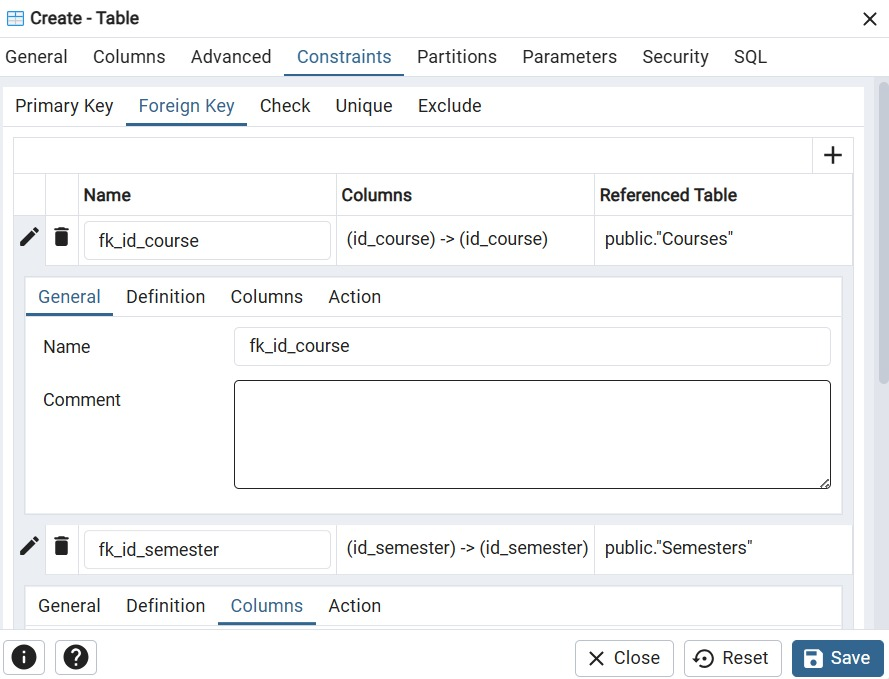 Create - Table
General Columns Advanced Constraints Partitions Parameters Security SQL
Primary Key Foreign Key Check Unique Exclude
Name Columns Referenced Table
fk_id_course (id_course) -> (id_course) public."Courses"
General Definition Columns Action
Name fk_id_course
Comment
fk_id_semester (id_semester) -> (id_semester) public."Semesters"
General Definition Columns Action
Close Reset Save